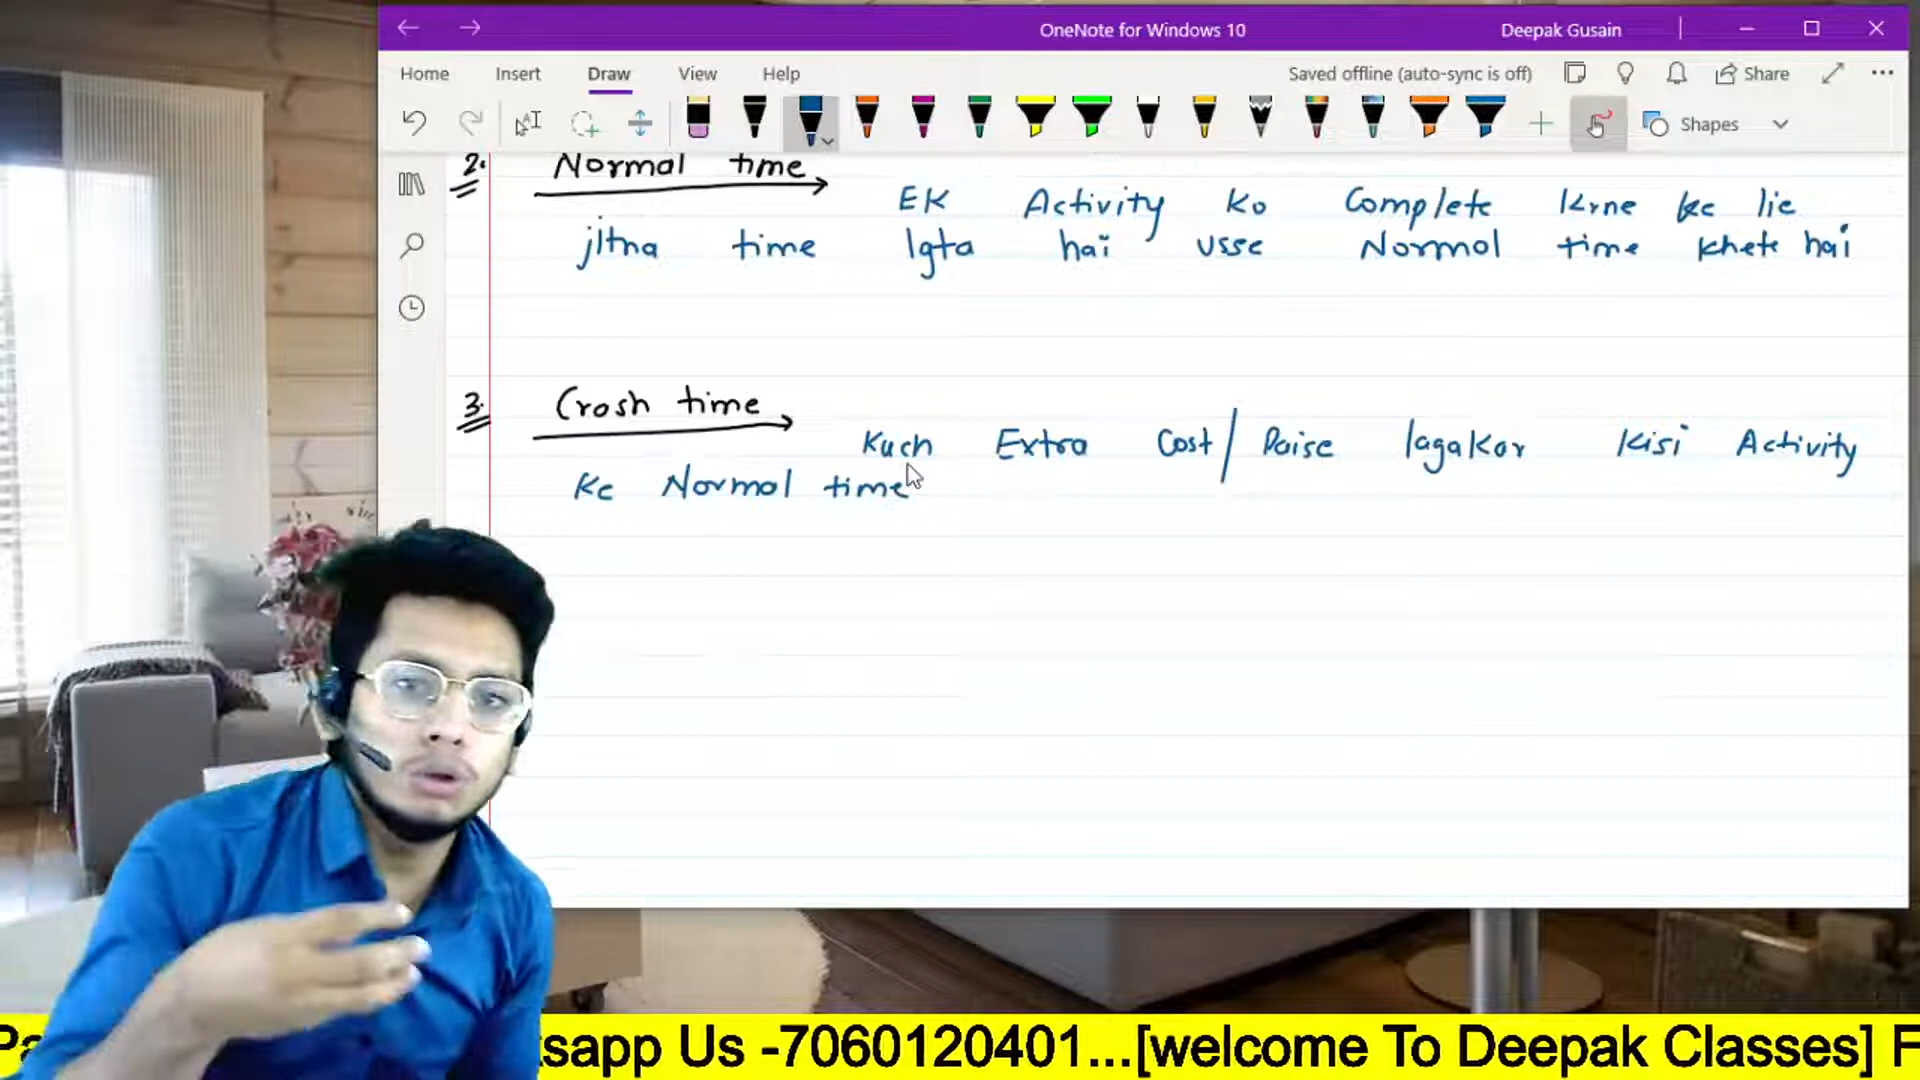 OneNote for Windows 10
Deepak Gusain
Home Insert Draw View Help
Saved offline (auto-sync is off)
Share
Shapes
2. Normal time
EK Activity Ko Complete Krne ke lie
jitna time lgta hai usse Normal time khete hai
3. Crash time
Kuch Extra Cost/ Paise lagakar Kisi Activity
Ke Normal time
Pa
tsapp Us -7060120401...[welcome To Deepak Classes] F